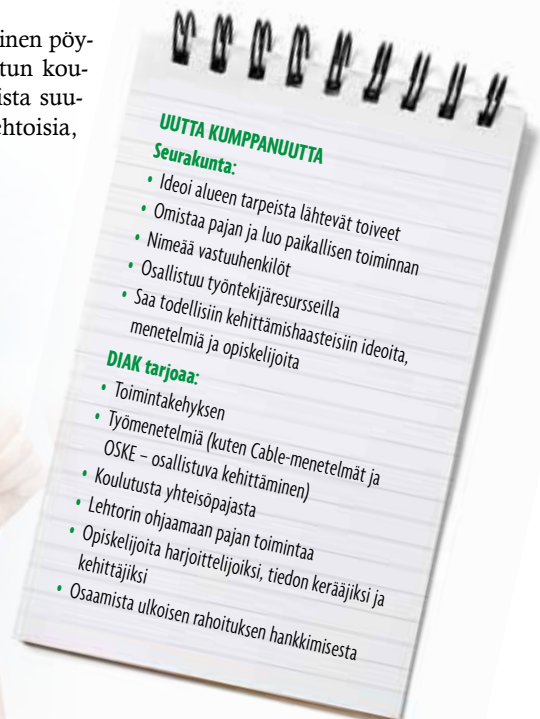 inen pöy-
tun kou-
ista suu-
ehtoisia,
UUTTA KUMPPANUUTTA
Seurakunta:
• Ideoi alueen tarpeista lähtevät toiveet
• Omistaa pajan ja luo paikallisen toiminnan
• Nimeää vastuuhenkilöt
• Osallistuu työntekijäresursseilla
• Saa todellisiin kehittämishaasteisiin ideoita,
menetelmiä ja opiskelijoita
DIAK tarjoaa:
• Toimintakehyksen
• Työmenetelmiä (kuten Cable-menetelmät ja
OSKE – osallistuva kehittäminen)
• Koulutusta yhteisöpajasta
• Lehtorin ohjaamaan pajan toimintaa
• Opiskelijoita harjoittelijoiksi, tiedon kerääjiksi ja
kehittäjiksi
• Osaamista ulkoisen rahoituksen hankkimisesta